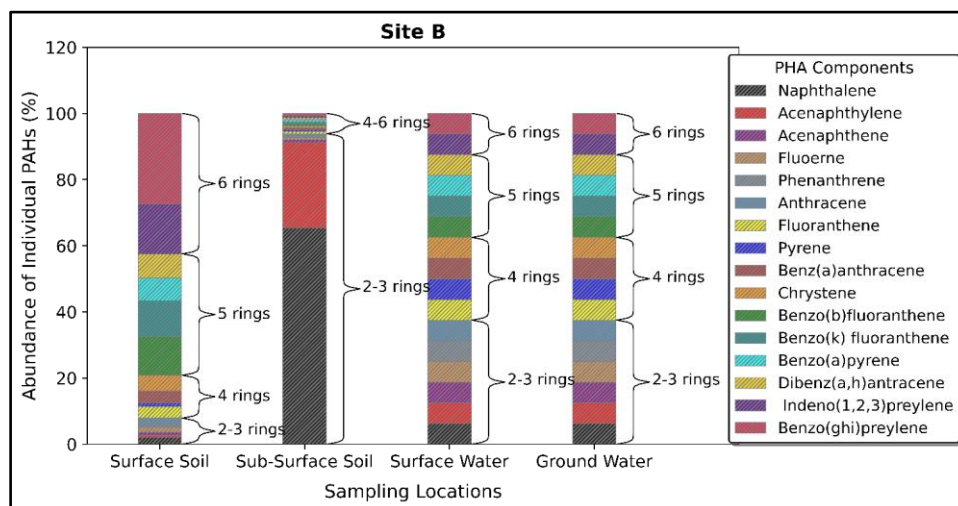 Site B
Abundance of Individual PAHs (%)
120
100
80
60
40
20
0
6 rings
5 rings
4 rings
2-3 rings
4-6 rings
2-3 rings
6 rings
5 rings
4 rings
2-3 rings
6 rings
5 rings
4 rings
2-3 rings
Surface Soil
Sub-Surface Soil
Surface Water
Ground Water
Sampling Locations
PHA Components
Naphthalene
Acenaphthylene
Acenaphthene
Fluoerne
Phenanthrene
Anthracene
Fluoranthene
Pyrene
Benz(a)anthracene
Chrystene
Benzo(b)fluoranthene
Benzo(k) fluoranthene
Benzo(a)pyrene
Dibenz(a,h)antracene
Indeno(1,2,3)preylene
Benzo(ghi)preylene